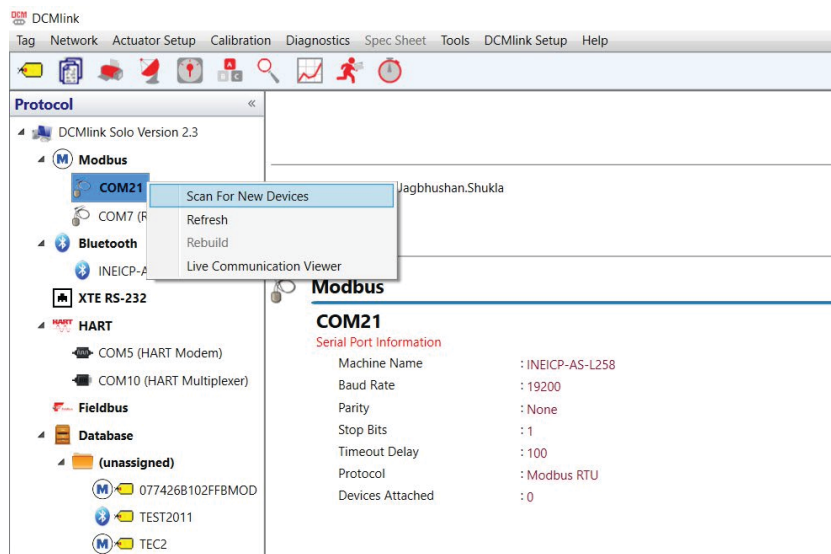 DCM DCMlink
Tag Network Actuator Setup Calibration Diagnostics Spec Sheet Tools DCMlink Setup Help
A
C
Protocol «
DCMlink Solo Version 2.3
M Modbus
COM21
Scan For New Devices
Jagbhushan.Shukla
COM7 (R
Refresh
Bluetooth
Rebuild
INEICP-A
Live Communication Viewer
XTE RS-232
Modbus
HART HART
COM21
Serial Port Information
COM5 (HART Modem)
Machine Name : INEICP-AS-L258
COM10 (HART Multiplexer)
Baud Rate : 19200
Fieldbus
Parity : None
Database
Stop Bits : 1
(unassigned)
Timeout Delay : 100
M 077426B102FFBMOD
Protocol : Modbus RTU
Devices Attached : 0
TEST2011
M TEC2